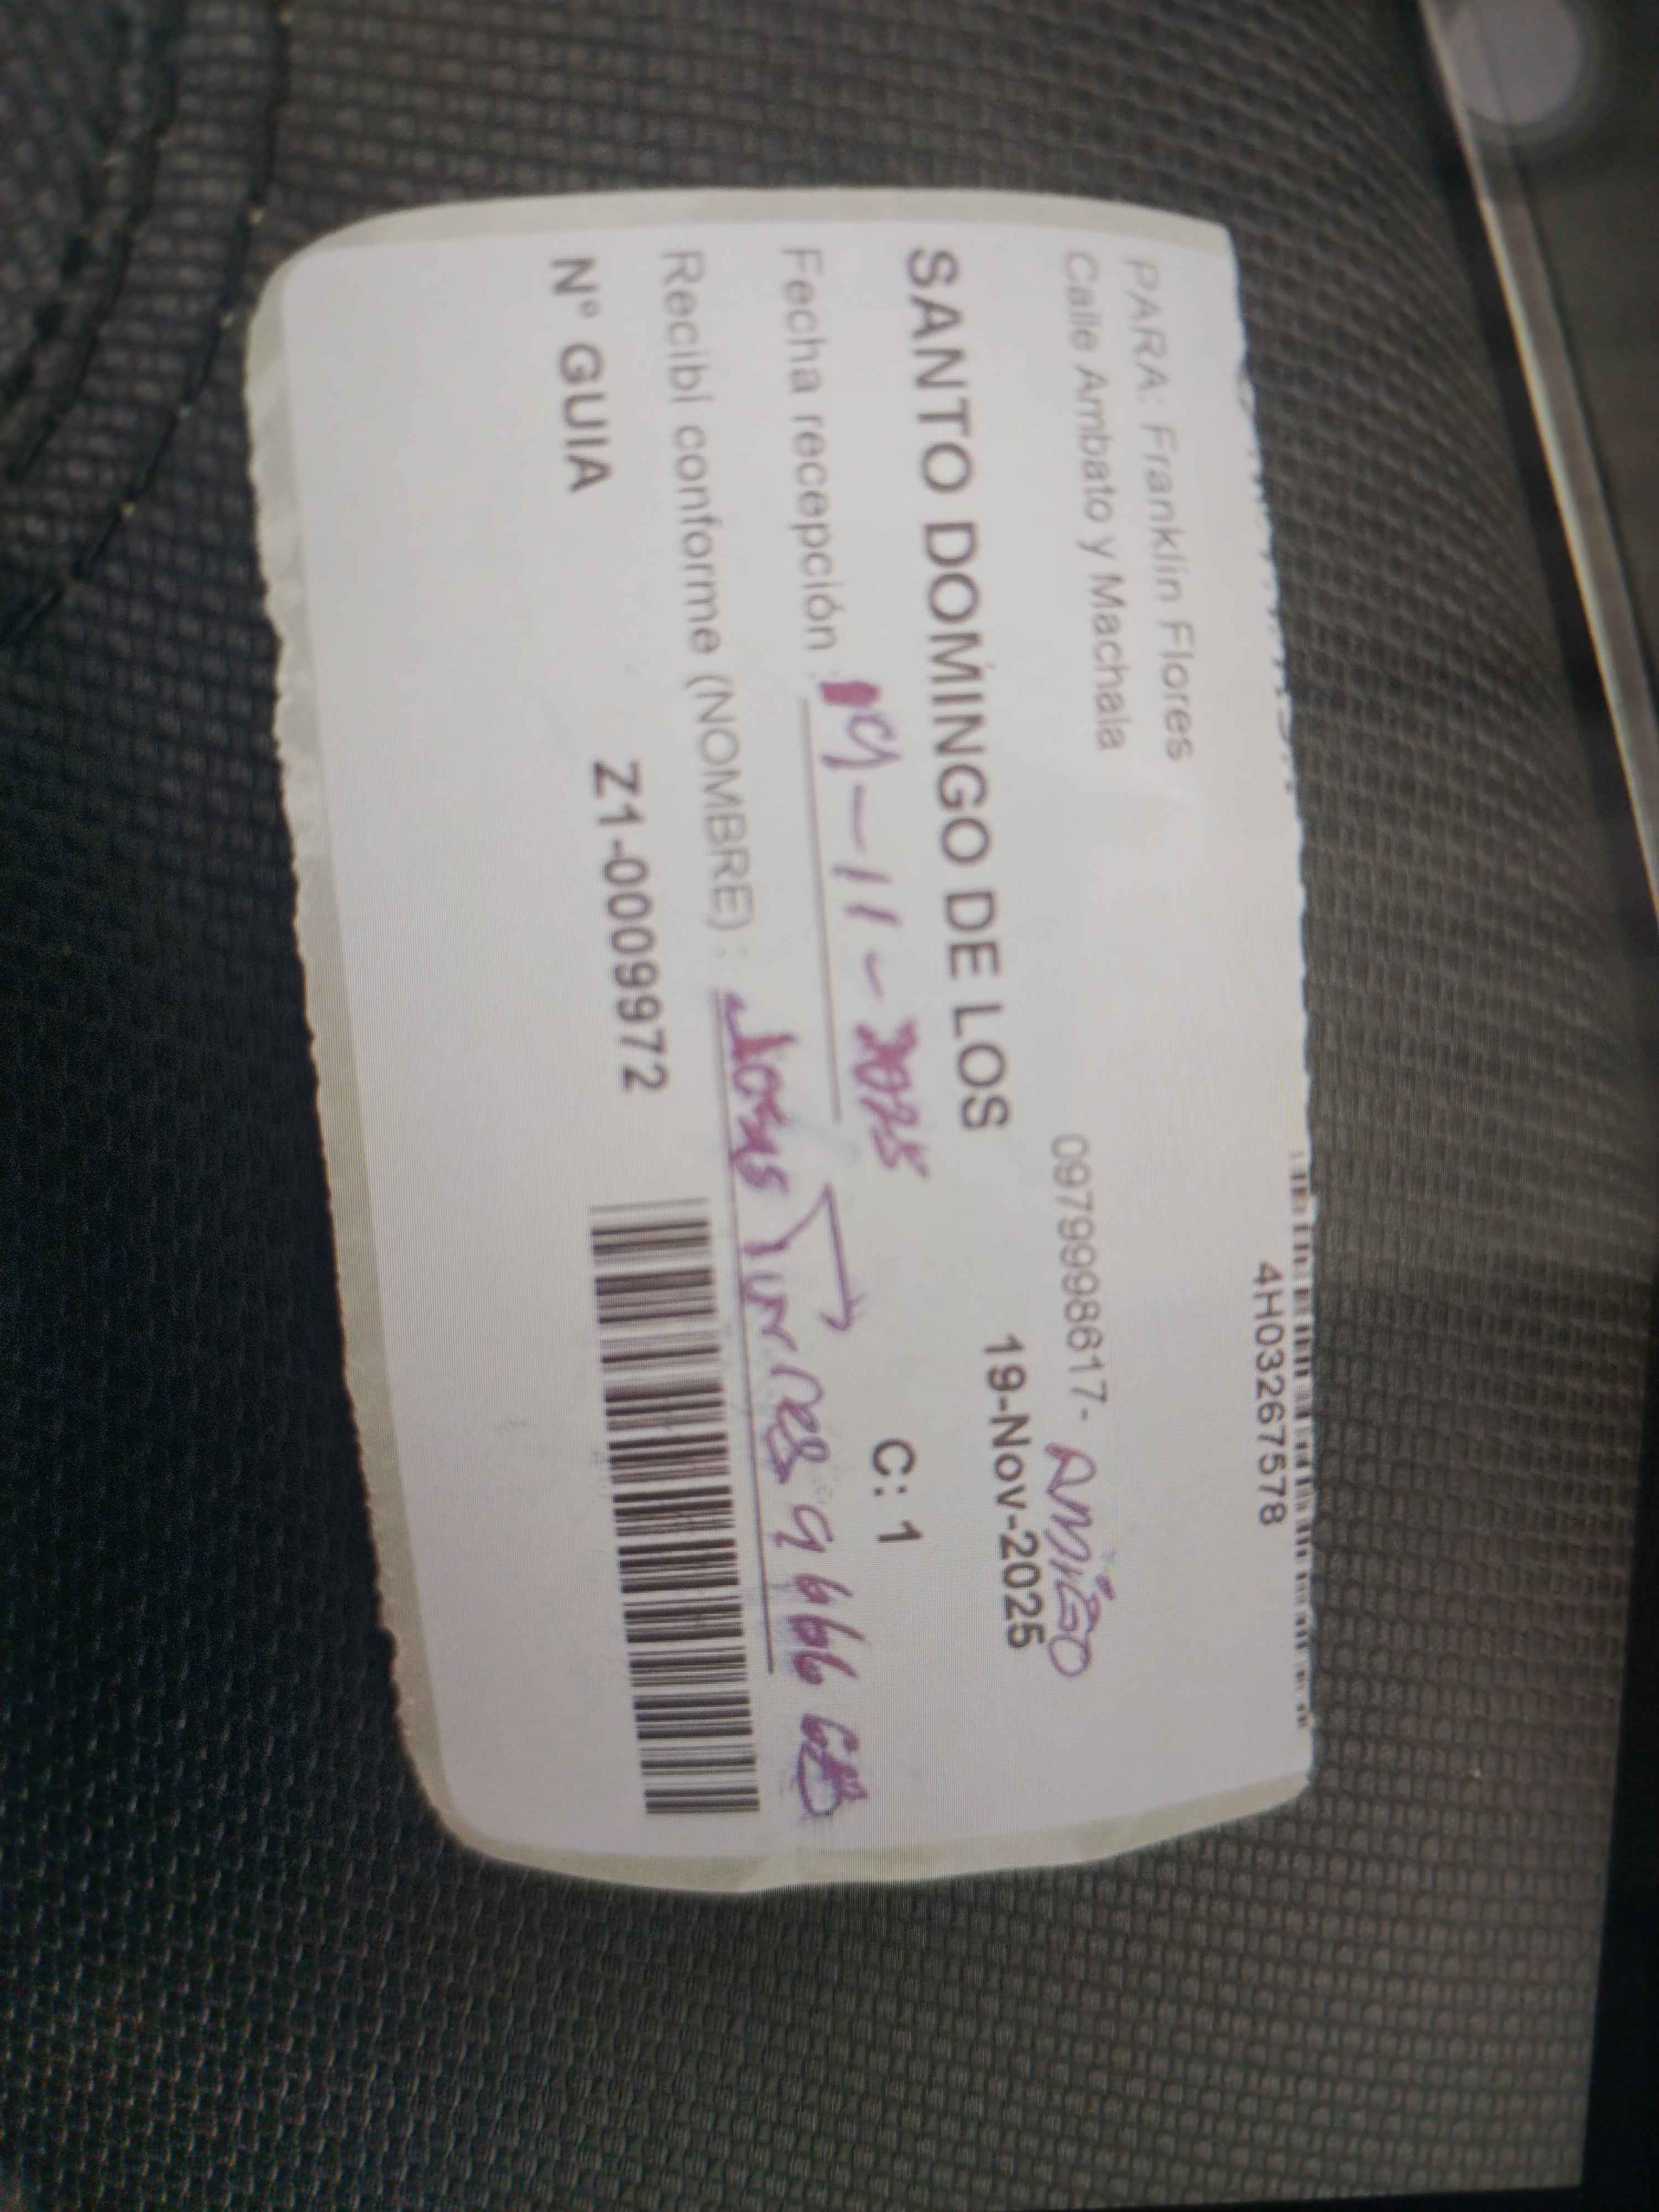 4H03267578
PARA: Franklin Flores
Calle Ambato y Machala 0979998617- AMIGO
19-Nov-2025
SANTO DOMINGO DE LOS
C: 1
Fecha recepción : 19-11-2025
Recibí conforme (NOMBRE) :
Nº GUIA Z1-0009972